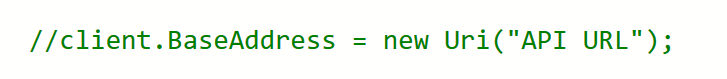 //client.BaseAddress = new Uri("API URL");